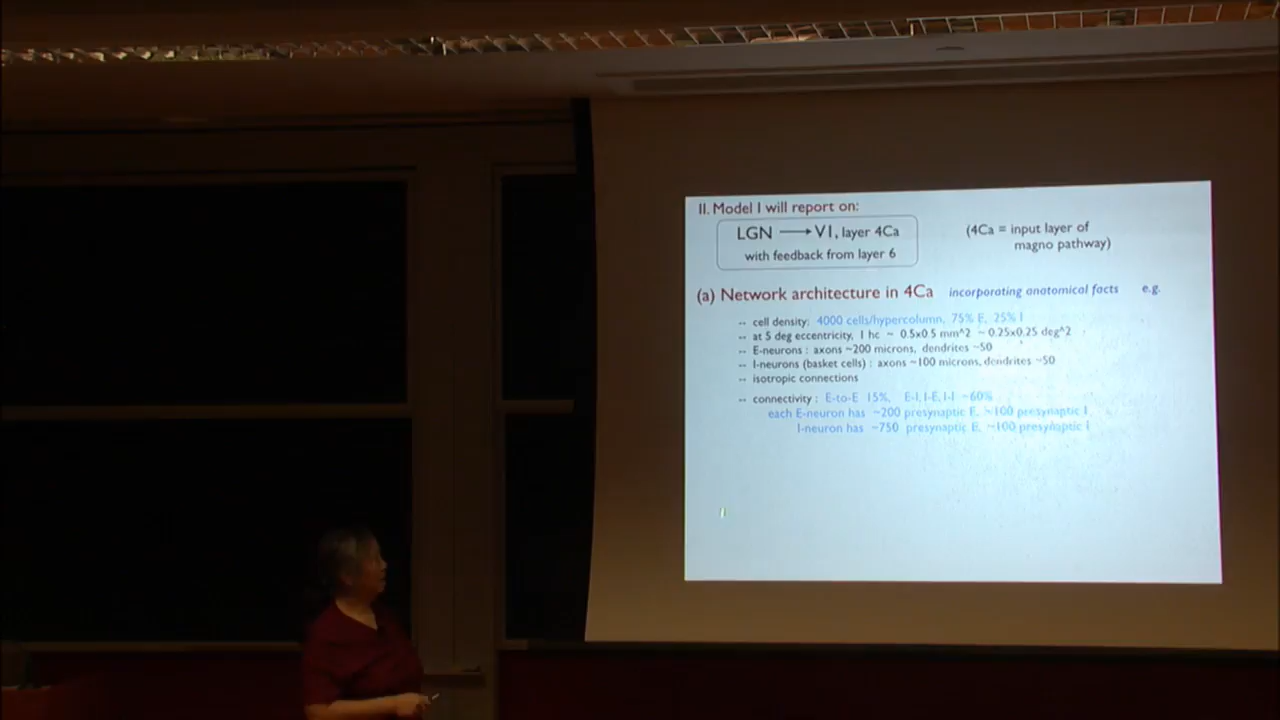 II. Model I will report on:
LGN → V1, layer 4Ca
with feedback from layer 6
(4Ca = input layer of
magno pathway)
(a) Network architecture in 4Ca incorporating anatomical facts e.g.
-- cell density: 4000 cells/hypercolumn, 75% E, 25% I
-- at 5 deg eccentricity, 1 hc ~ 0.5x0.5 mm^2 ~ 0.25x0.25 deg^2
-- E-neurons : axons ~200 microns, dendrites ~50
-- I-neurons (basket cells) : axons ~100 microns, dendrites ~50
-- isotropic connections
-- connectivity : E-to-E 15%, E-I, I-E, I-I ~60%
each E-neuron has ~200 presynaptic E, ~100 presynaptic I,
I-neuron has ~750 presynaptic E, ~100 presynaptic I